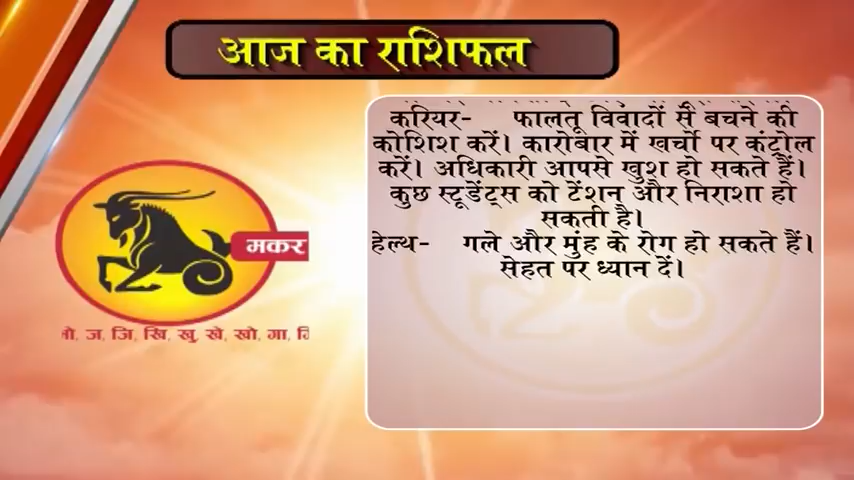 आज का राशिफल
करियर- फालतू विवादों से बचने की
कोशिश करें। कारोबार में खर्चो पर कंट्रोल
करें। अधिकारी आपसे खुश हो सकते हैं।
कुछ स्टूडेंट्स को टेंशन और निराशा हो
सकती है।
हेल्थ- गले और मुंह के रोग हो सकते हैं।
सेहत पर ध्यान दें।
मकर
ज, जि, खि, खु, खे, खो, गा,